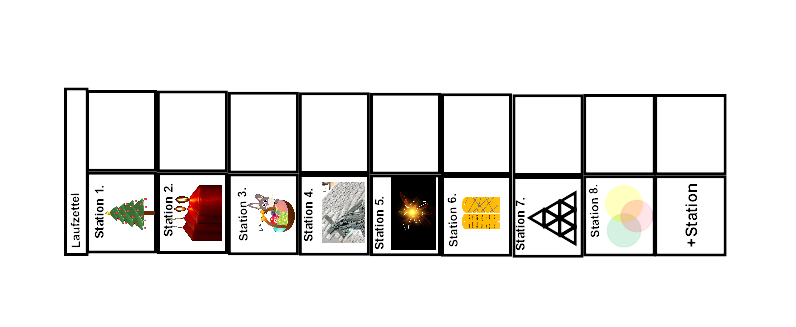 Laufzettel
Station 1.
Station 2.
Station 3.
Station 4.
Station 5.
Station 6.
Station 7.
Station 8.
+Station